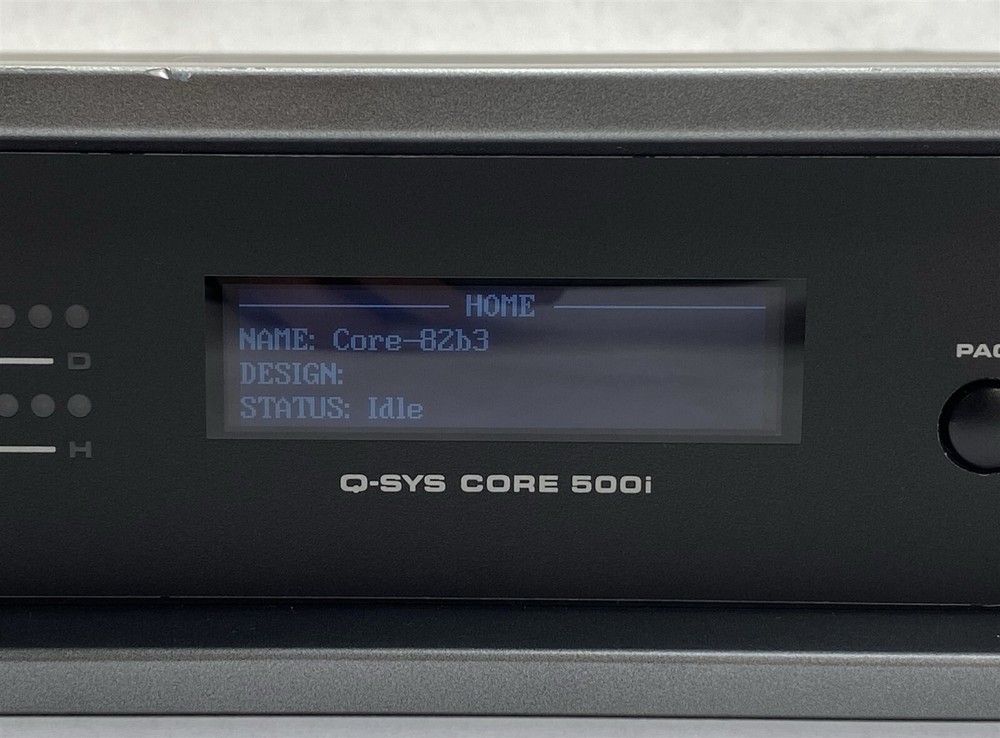 HOME
NAME: Core-82b3
DESIGN:
STATUS: Idle
D
H
Q-SYS CORE 500i